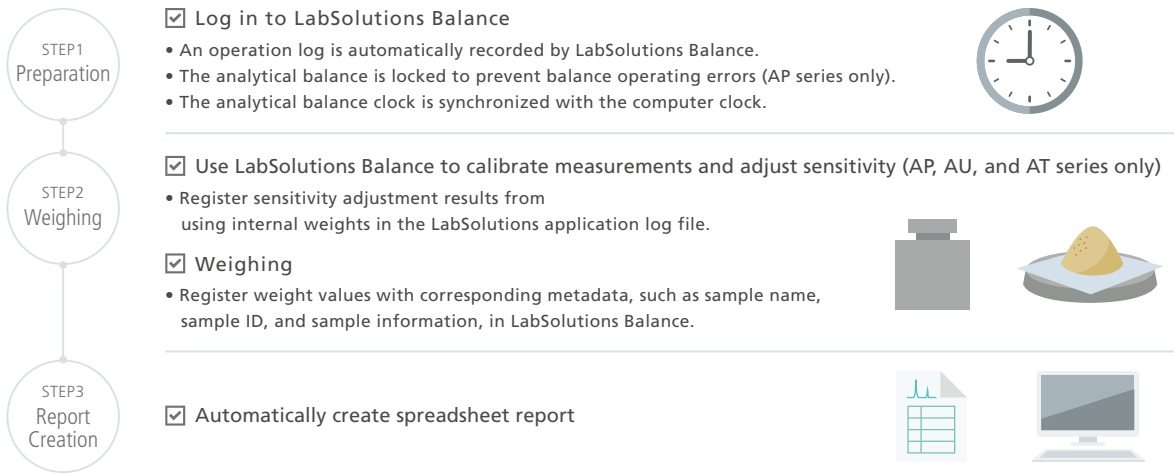 STEP1
Preparation
Log in to LabSolutions Balance
• An operation log is automatically recorded by LabSolutions Balance.
• The analytical balance is locked to prevent balance operating errors (AP series only).
• The analytical balance clock is synchronized with the computer clock.
STEP2
Weighing
Use LabSolutions Balance to calibrate measurements and adjust sensitivity (AP, AU, and AT series only)
• Register sensitivity adjustment results from
using internal weights in the LabSolutions application log file.
Weighing
• Register weight values with corresponding metadata, such as sample name,
sample ID, and sample information, in LabSolutions Balance.
STEP3
Report
Creation
Automatically create spreadsheet report